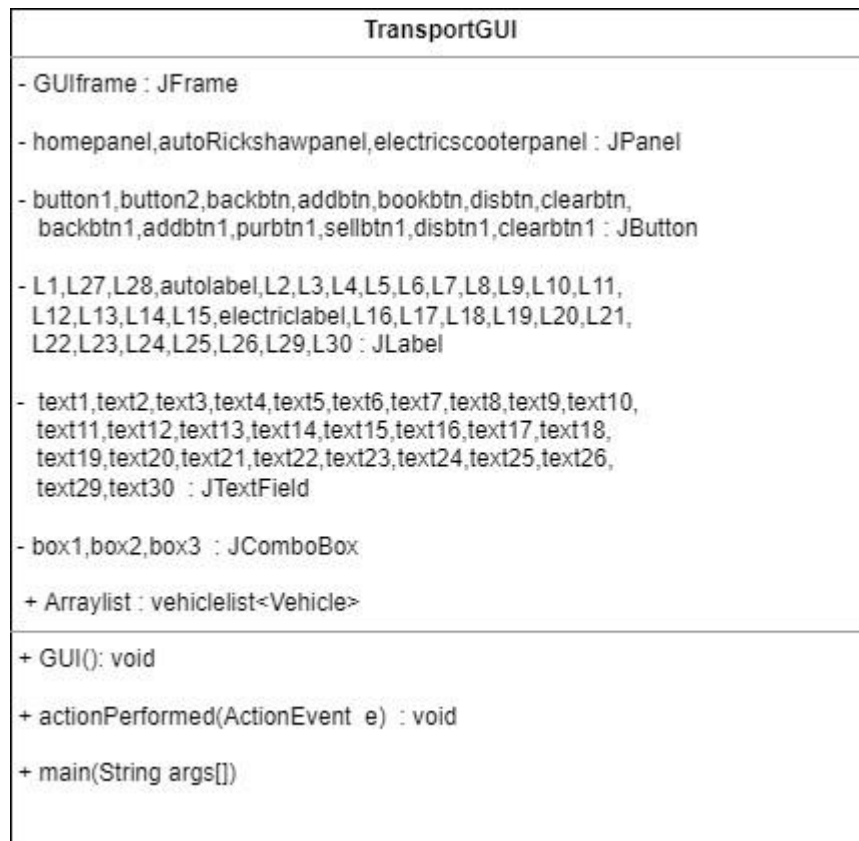 TransportGUI
- GUIframe : JFrame
- homepanel,autoRickshawpanel,electricscooterpanel : JPanel
- button1,button2,backbtn,addbtn,bookbtn,disbtn,clearbtn,
backbtn1,addbtn1,purbtn1,sellbtn1,disbtn1,clearbtn1 : JButton
- L1,L27,L28,autolabel,L2,L3,L4,L5,L6,L7,L8,L9,L10,L11,
L12,L13,L14,L15,electriclabel,L16,L17,L18,L19,L20,L21,
L22,L23,L24,L25,L26,L29,L30 : JLabel
- text1,text2,text3,text4,text5,text6,text7,text8,text9,text10,
text11,text12,text13,text14,text15,text16,text17,text18,
text19,text20,text21,text22,text23,text24,text25,text26,
text29,text30 : JTextField
- box1,box2,box3 : JComboBox
+ Arraylist : vehiclelist<Vehicle>
+ GUI(): void
+ actionPerformed(ActionEvent e) : void
+ main(String args[])